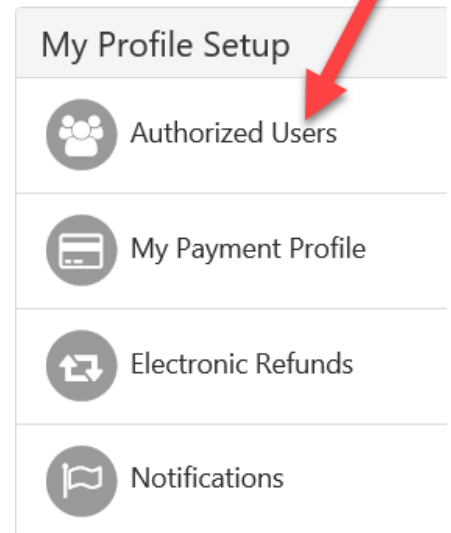 My Profile Setup
Authorized Users
My Payment Profile
Electronic Refunds
Notifications